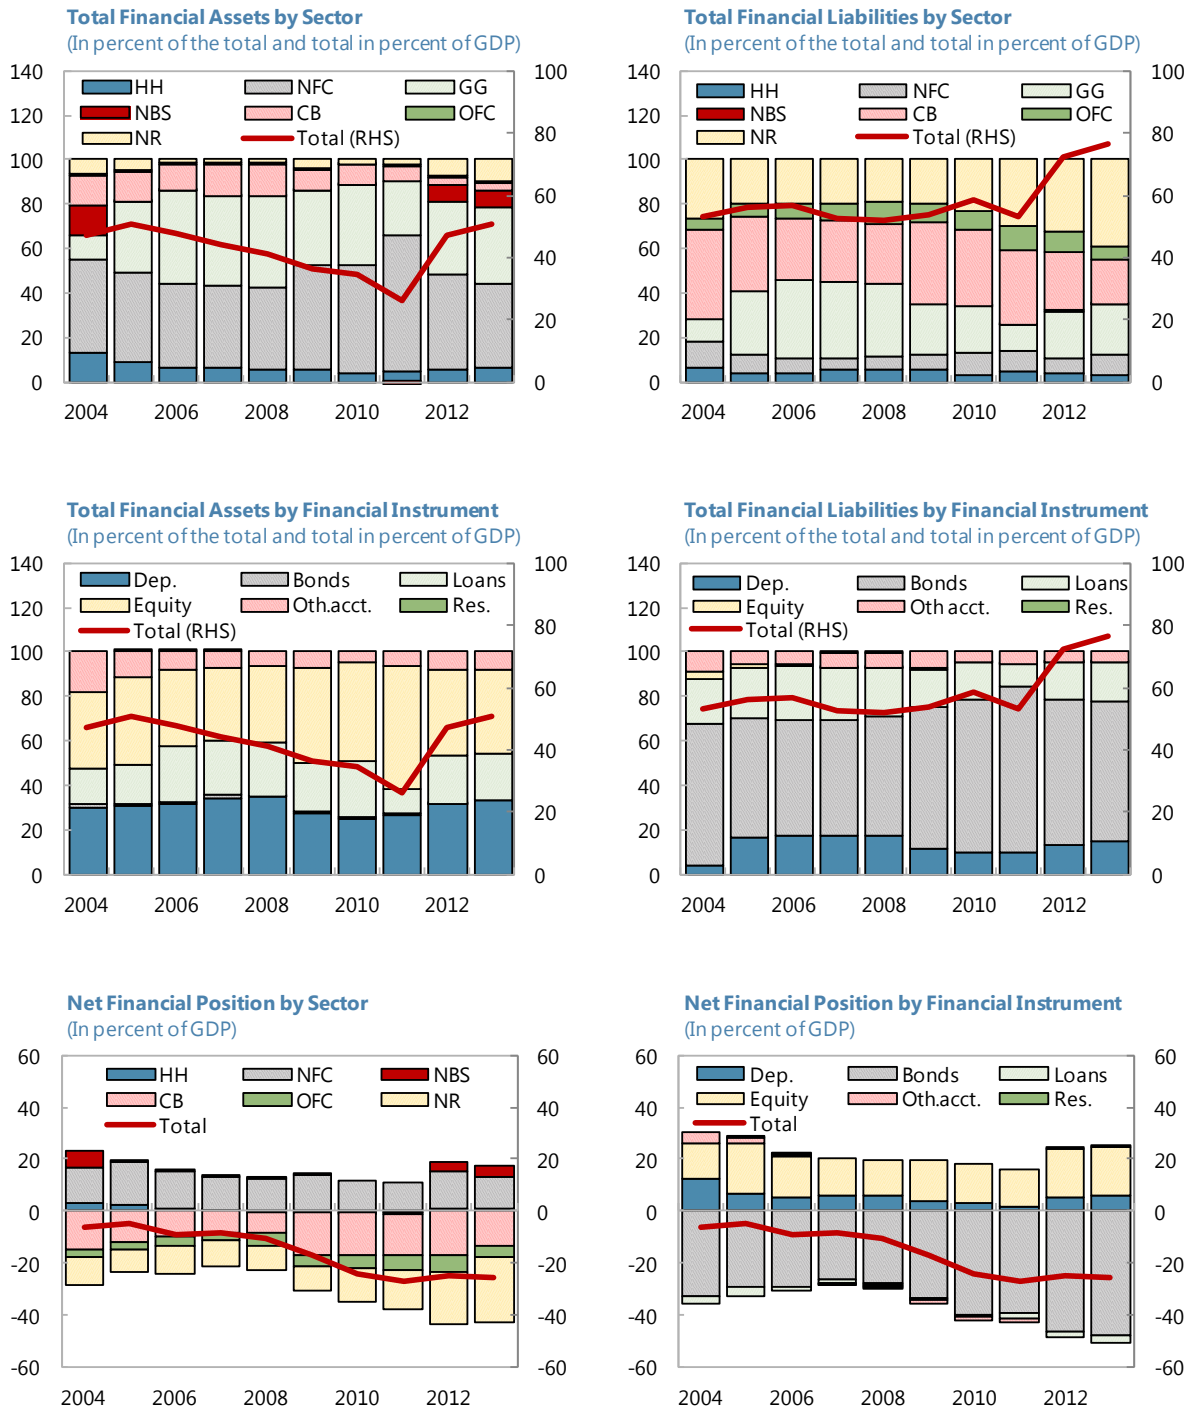 Total Financial Assets by Sector
(In percent of the total and total in percent of GDP)
140
120
100
80
60
40
20
0
100
80
60
40
20
0
HH
NFC
GG
NBS
CB
OFC
NR
Total (RHS)
2004
2006
2008
2010
2012
Total Financial Liabilities by Sector
(In percent of the total and total in percent of GDP)
140
120
100
80
60
40
20
0
100
80
60
40
20
0
HH
NFC
GG
NBS
CB
OFC
NR
Total (RHS)
2004
2006
2008
2010
2012
Total Financial Assets by Financial Instrument
(In percent of the total and total in percent of GDP)
140
120
100
80
60
40
20
0
100
80
60
40
20
0
Dep.
Bonds
Loans
Equity
Oth.acct.
Res.
Total (RHS)
2004
2006
2008
2010
2012
Total Financial Liabilities by Financial Instrument
(In percent of the total and total in percent of GDP)
140
120
100
80
60
40
20
0
100
80
60
40
20
0
Dep.
Bonds
Loans
Equity
Oth acct.
Res.
Total (RHS)
2004
2006
2008
2010
2012
Net Financial Position by Sector
(In percent of GDP)
60
40
20
0
-20
-40
-60
60
40
20
0
-20
-40
-60
HH
NFC
NBS
CB
OFC
NR
Total
2004
2006
2008
2010
2012
Net Financial Position by Financial Instrument
(In percent of GDP)
60
40
20
0
-20
-40
-60
60
40
20
0
-20
-40
-60
Dep.
Bonds
Loans
Equity
Oth.acct.
Res.
Total
2004
2006
2008
2010
2012